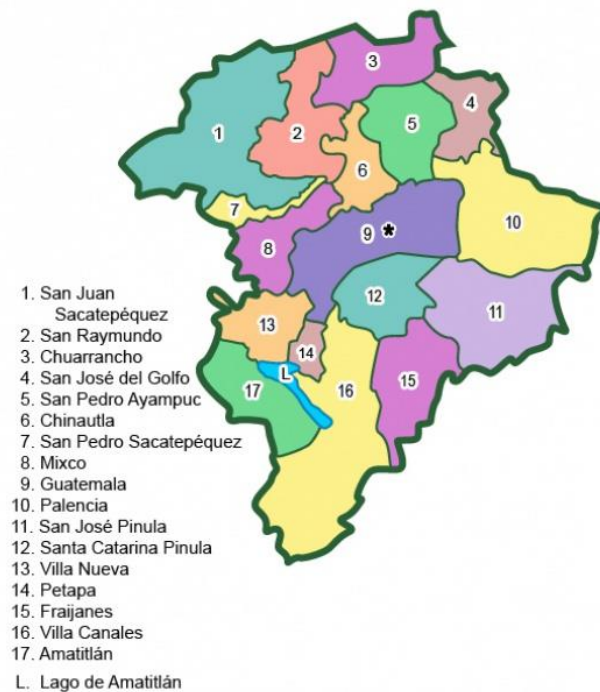 3
4
1
2
5
6
7
10
9 *
8
12
11
13
14
L
15
17
16
1. San Juan
Sacatepéquez
2. San Raymundo
3. Chuarrancho
4. San José del Golfo
5. San Pedro Ayampuc
6. Chinautla
7. San Pedro Sacatepéquez
8. Mixco
9. Guatemala
10. Palencia
11. San José Pinula
12. Santa Catarina Pinula
13. Villa Nueva
14. Petapa
15. Fraijanes
16. Villa Canales
17. Amatitlán
L. Lago de Amatitlán